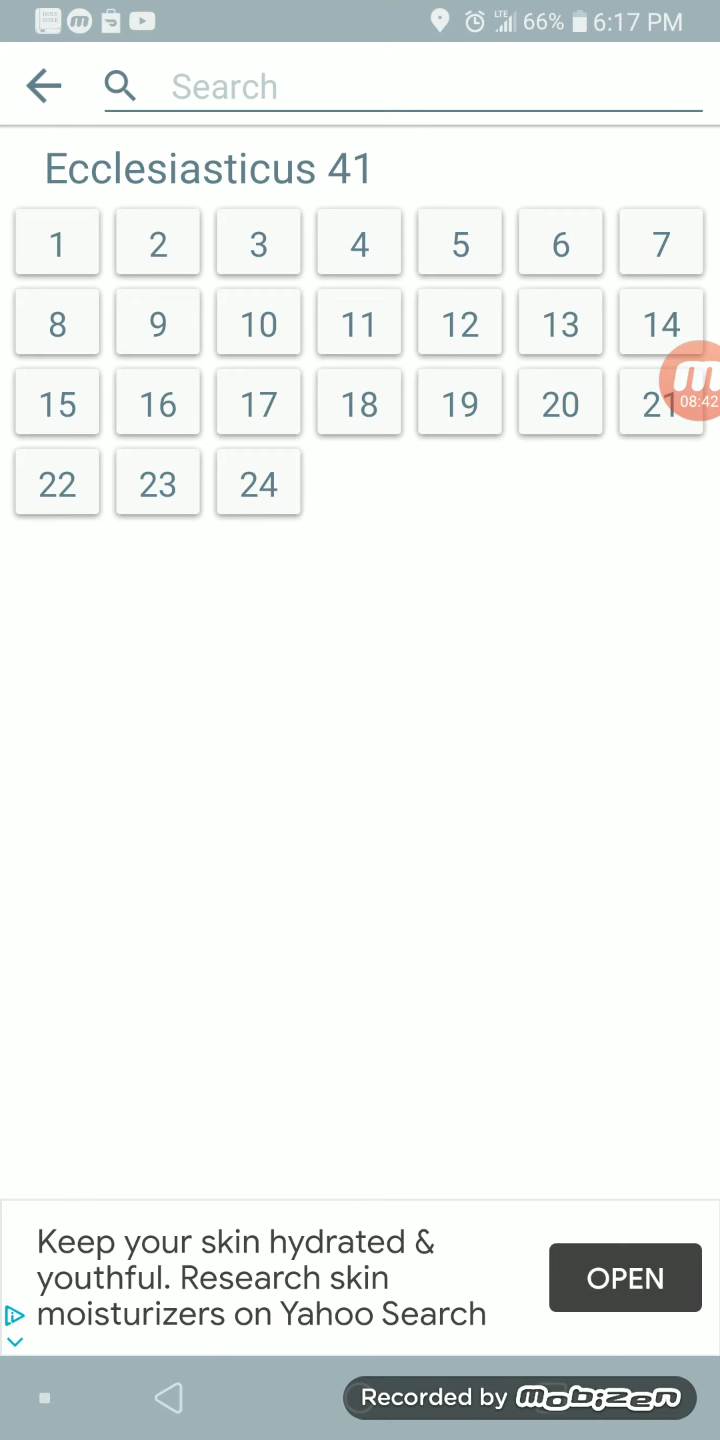 LTE 66% 6:17 PM
Search
Ecclesiasticus 41
1 2 3 4 5 6 7
8 9 10 11 12 13 14
15 16 17 18 19 20 21
22 23 24
08:42
Keep your skin hydrated &
youthful. Research skin
moisturizers on Yahoo Search
OPEN
Recorded by mobizen